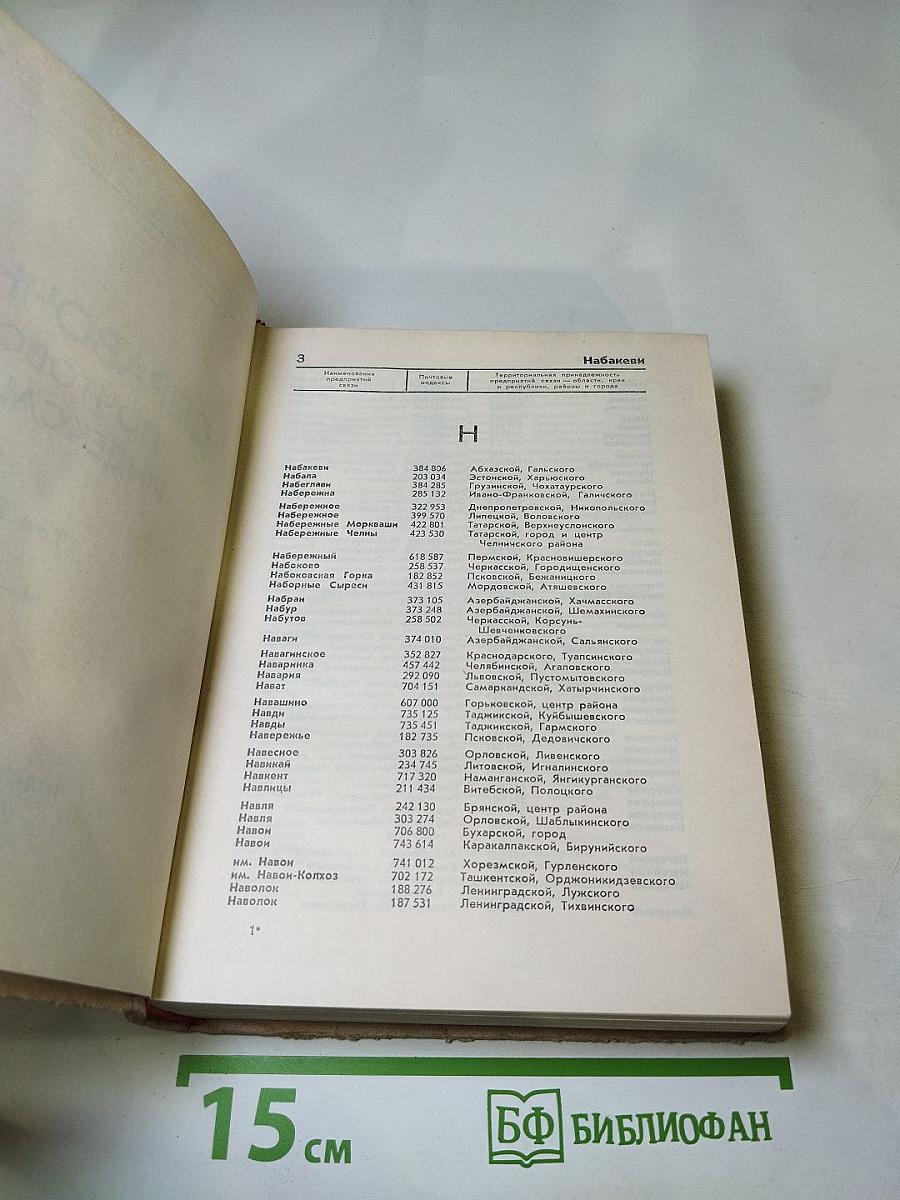 3 Набакеви
Наименования предприятий связи
Почтовые индексы
Территориальная принадлежность предприятий связи — области, края и республики, районы и города
Н
Набакеви 384 806 Абхазской, Гальского
Набала 203 034 Эстонской, Харьюского
Набеглави 384 285 Грузинской, Чохатаурского
Набережна 285 132 Ивано-Франковской, Галичского
Набережное 322 953 Днепропетровской, Никопольского
Набережное 399 570 Липецкой, Воловского
Набережные Моркваши 422 801 Татарской, Верхнеуслонского
Набережные Челны 423 530 Татарской, город и центр
Челнинского района
Набережный 618 587 Пермской, Красновишерского
Набоково 258 537 Черкасской, Городищенского
Набоковская Горка 182 852 Псковской, Бежаницкого
Наборные Сыреси 431 815 Мордовской, Атяшевского
Набран 373 105 Азербайджанской, Хачмасского
Набур 373 248 Азербайджанской, Шемахинского
Набутов 258 502 Черкасской, Корсунь-
Шевченковского
Наваги 374 010 Азербайджанской, Сальянского
Навагинское 352 827 Краснодарского, Туапсинского
Наваринка 457 442 Челябинской, Агаповского
Навария 292 090 Львовской, Пустомытовского
Нават 704 151 Самаркандской, Хатырчинского
Навашино 607 000 Горьковской, центр района
Навди 735 125 Таджикской, Куйбышевского
Навды 735 451 Таджикской, Гармского
Навережье 182 735 Псковской, Дедовичского
Навесное 303 826 Орловской, Ливенского
Навикай 234 745 Литовской, Игналинского
Навкент 717 320 Наманганской, Янгикурганского
Навлицы 211 434 Витебской, Полоцкого
Навля 242 130 Брянской, центр района
Навля 303 274 Орловской, Шаблыкинского
Навои 706 800 Бухарской, город
Навои 743 614 Каракалпакской, Бирунийского
им. Навои 741 012 Хорезмской, Гурленского
им. Навои-Колхоз 702 172 Ташкентской, Орджоникидзевского
Наволок 188 276 Ленинградской, Лужского
Наволок 187 531 Ленинградской, Тихвинского
1*
15 см
БФ БИБЛИОФАН